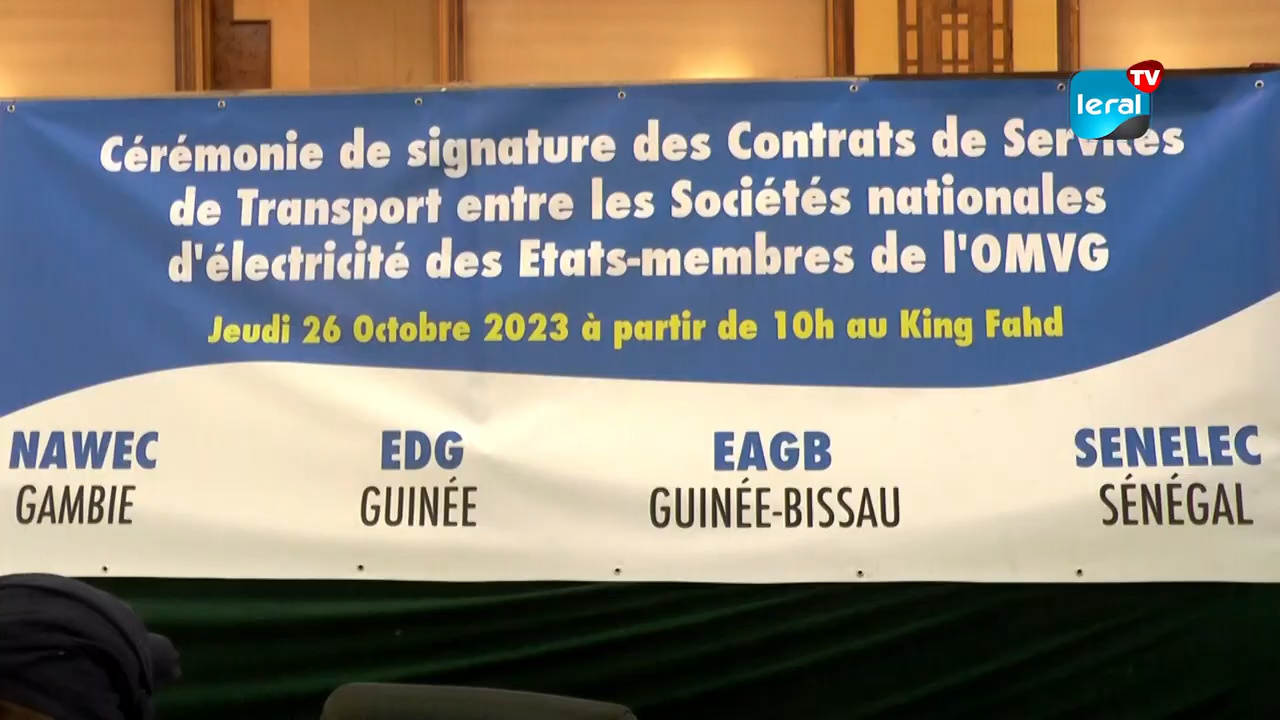 TV
leral
Cérémonie de signature des Contrats de Services
de Transport entre les Sociétés nationales
d'électricité des Etats-membres de l'OMVG
Jeudi 26 Octobre 2023 à partir de 10h au King Fahd
NAWEC EDG EAGB SENELEC
GAMBIE GUINÉE GUINÉE-BISSAU SÉNÉGAL